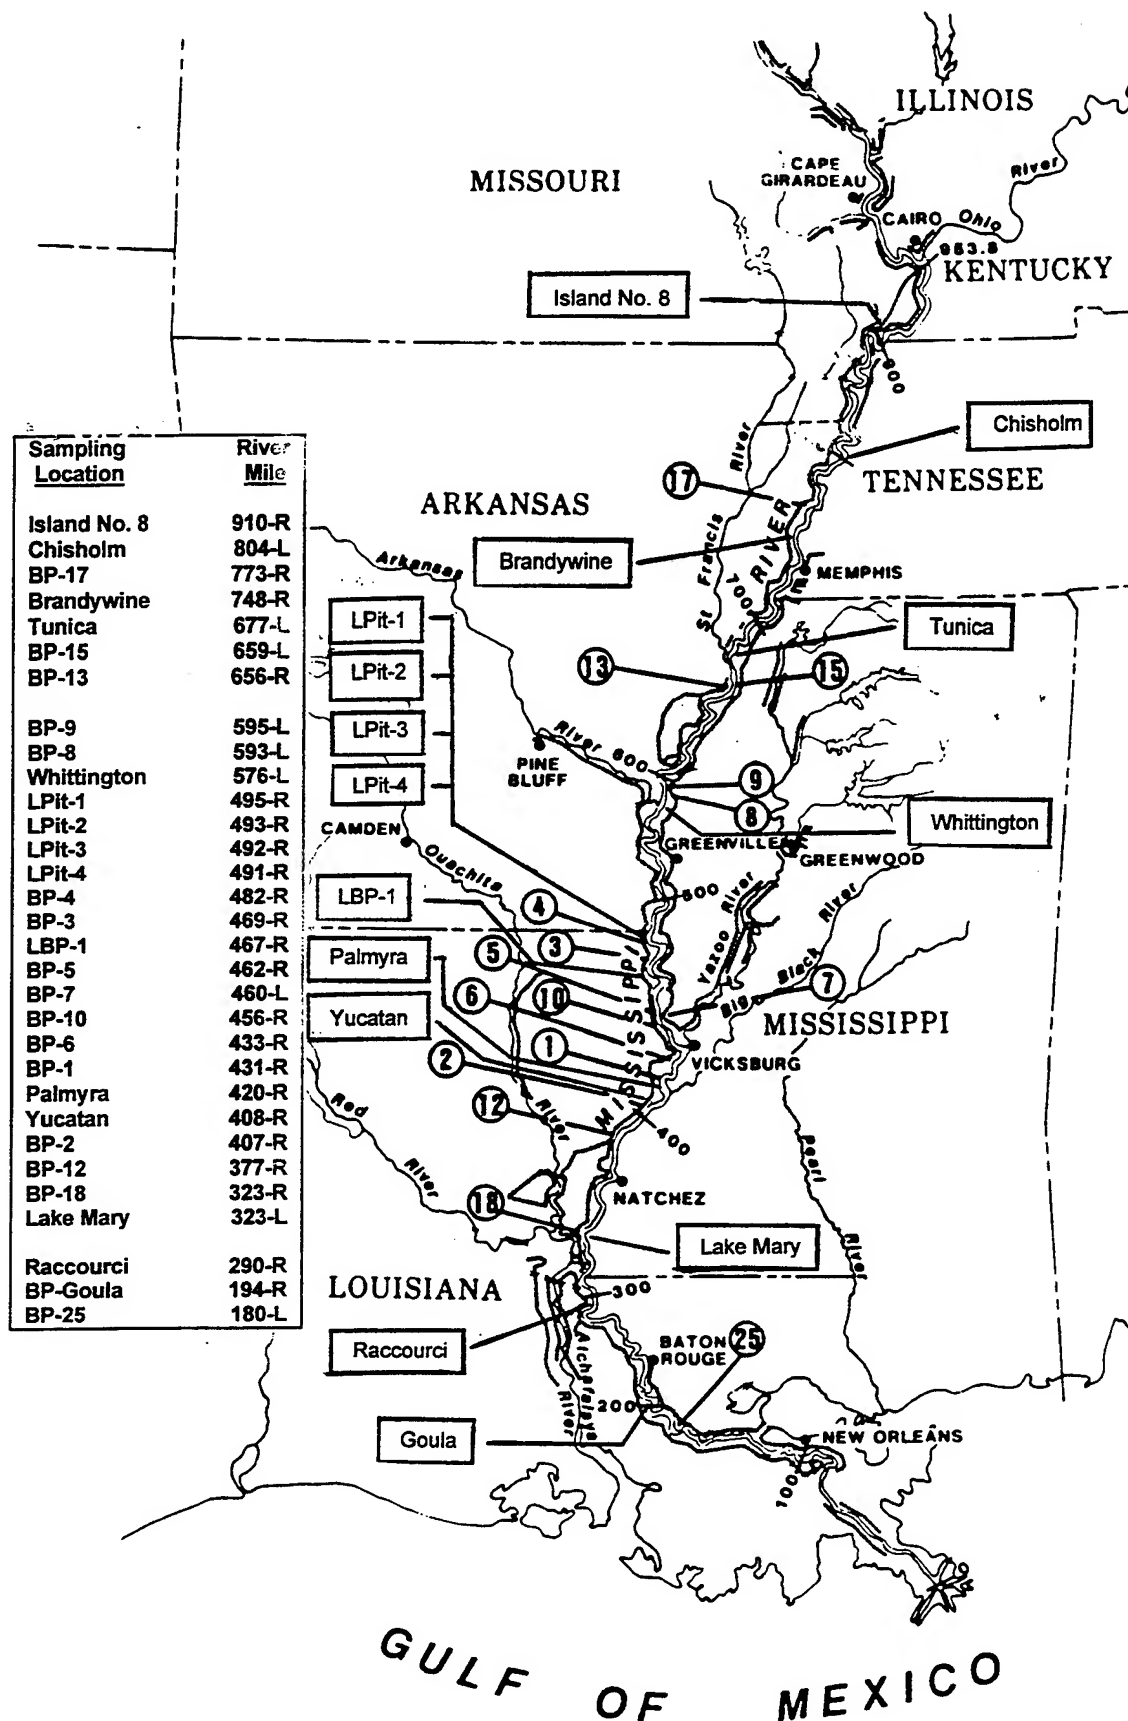 ILLINOIS
MISSOURI
CAPE
GIRARDEAU
River
Ohio
CAIRO
953.8
KENTUCKY
Island No. 8
900
Chisholm
TENNESSEE
17
River
ARKANSAS
RIVER
Brandywine
St Francis
MEMPHIS
700
Arkansas
Tunica
13
15
River
600
PINE
BLUFF
9
8
Whittington
GREENVILLE
GREENWOOD
LPit-1
LPit-2
LPit-3
LPit-4
CAMDEN
Ouachita
500
LBP-1
4
3
5
Palmyra
Yazoo River
Big Black River
7
6
10
Yucatan
MISSISSIPPI
MISSISSIPPI
VICKSBURG
1
2
12
River
400
Red
River
Pearl
River
NATCHEZ
18
Lake Mary
LOUISIANA
300
Raccourci
Atchafalaya
River
BATON
ROUGE
25
200
Goula
NEW ORLEANS
100
GULF OF MEXICO
Sampling River
Location Mile
Island No. 8 910-R
Chisholm 804-L
BP-17 773-R
Brandywine 748-R
Tunica 677-L
BP-15 659-L
BP-13 656-R
BP-9 595-L
BP-8 593-L
Whittington 576-L
LPit-1 495-R
LPit-2 493-R
LPit-3 492-R
LPit-4 491-R
BP-4 482-R
BP-3 469-R
LBP-1 467-R
BP-5 462-R
BP-7 460-L
BP-10 456-R
BP-6 433-R
BP-1 431-R
Palmyra 420-R
Yucatan 408-R
BP-2 407-R
BP-12 377-R
BP-18 323-R
Lake Mary 323-L
Raccourci 290-R
BP-Goula 194-R
BP-25 180-L